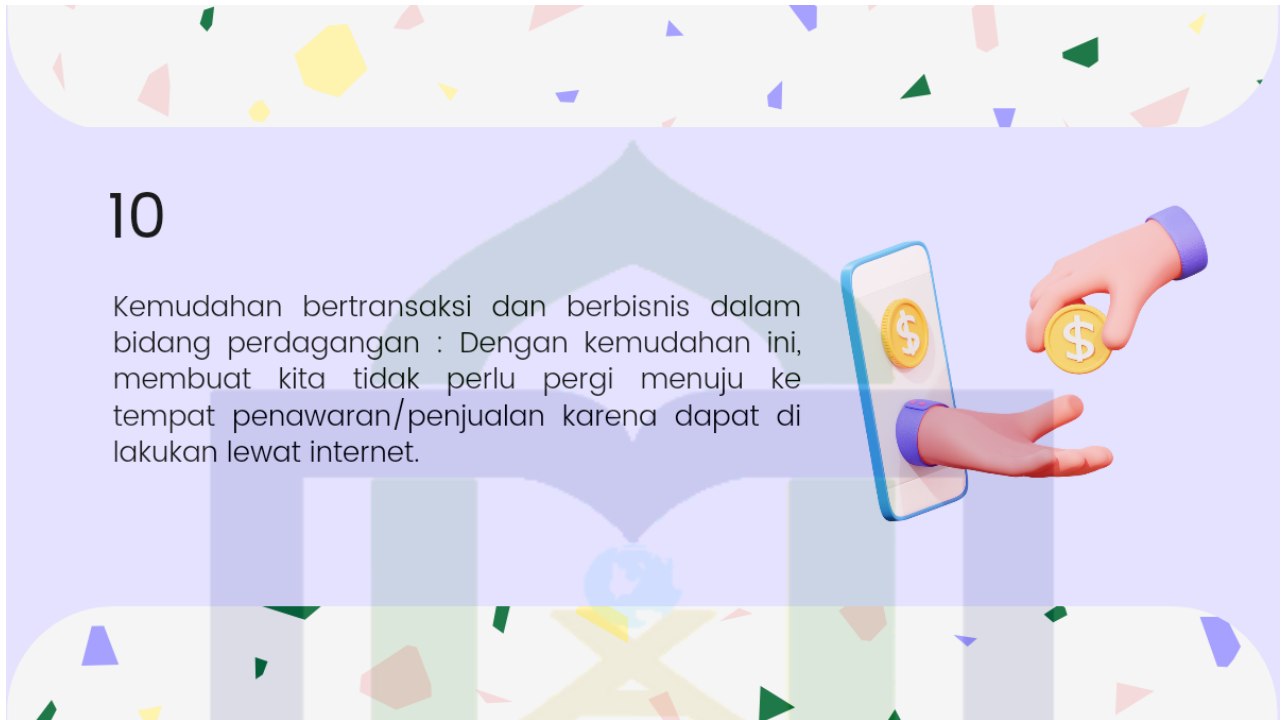 10
Kemudahan bertransaksi dan berbisnis dalam
bidang perdagangan : Dengan kemudahan ini,
membuat kita tidak perlu pergi menuju ke
tempat penawaran/penjualan karena dapat di
lakukan lewat internet.
$
$